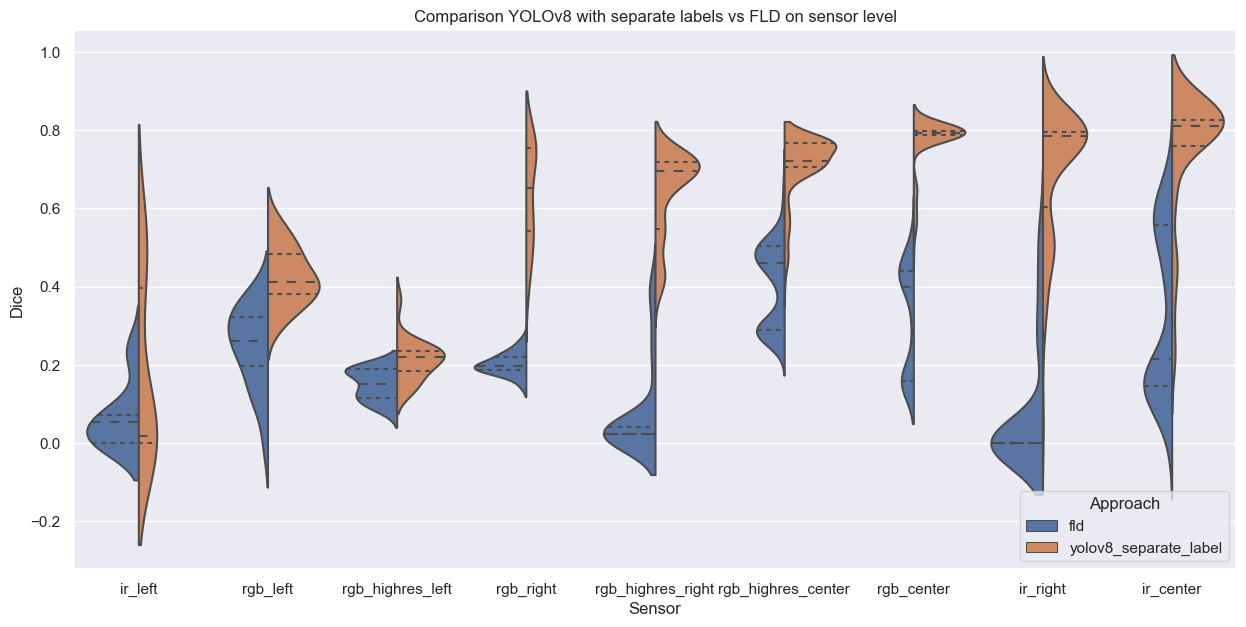 Comparison YOLOv8 with separate labels vs FLD on sensor level
Dice
1.0
0.8
0.6
0.4
0.2
0.0
−0.2
ir_left
rgb_left
rgb_highres_left
rgb_right
rgb_highres_right
rgb_highres_center
rgb_center
ir_right
ir_center
Sensor
Approach
fld
yolov8_separate_label